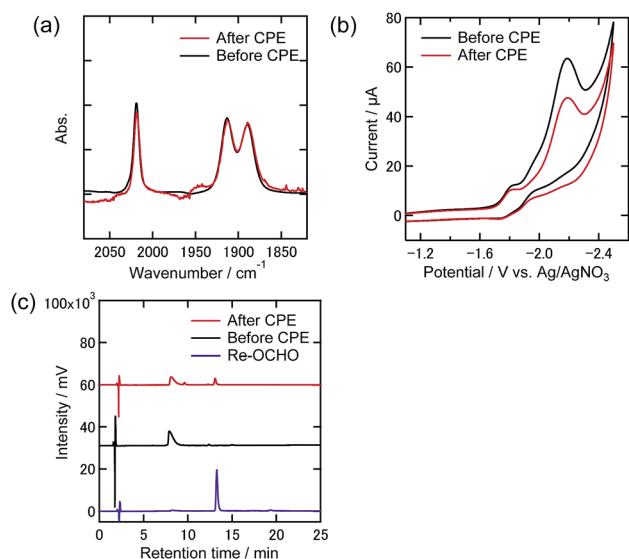 (a)
After CPE
Before CPE
Abs.
2050 2000 1950 1900 1850
Wavenumber / cm⁻¹
(b)
Before CPE
After CPE
80
60
40
20
0
Current / µA
−1.2 −1.6 −2.0 −2.4
Potential / V vs. Ag/AgNO₃
(c)
After CPE
Before CPE
Re-OCHO
100x10³
80
60
40
20
0
Intensity / mV
0 5 10 15 20 25
Retention time / min